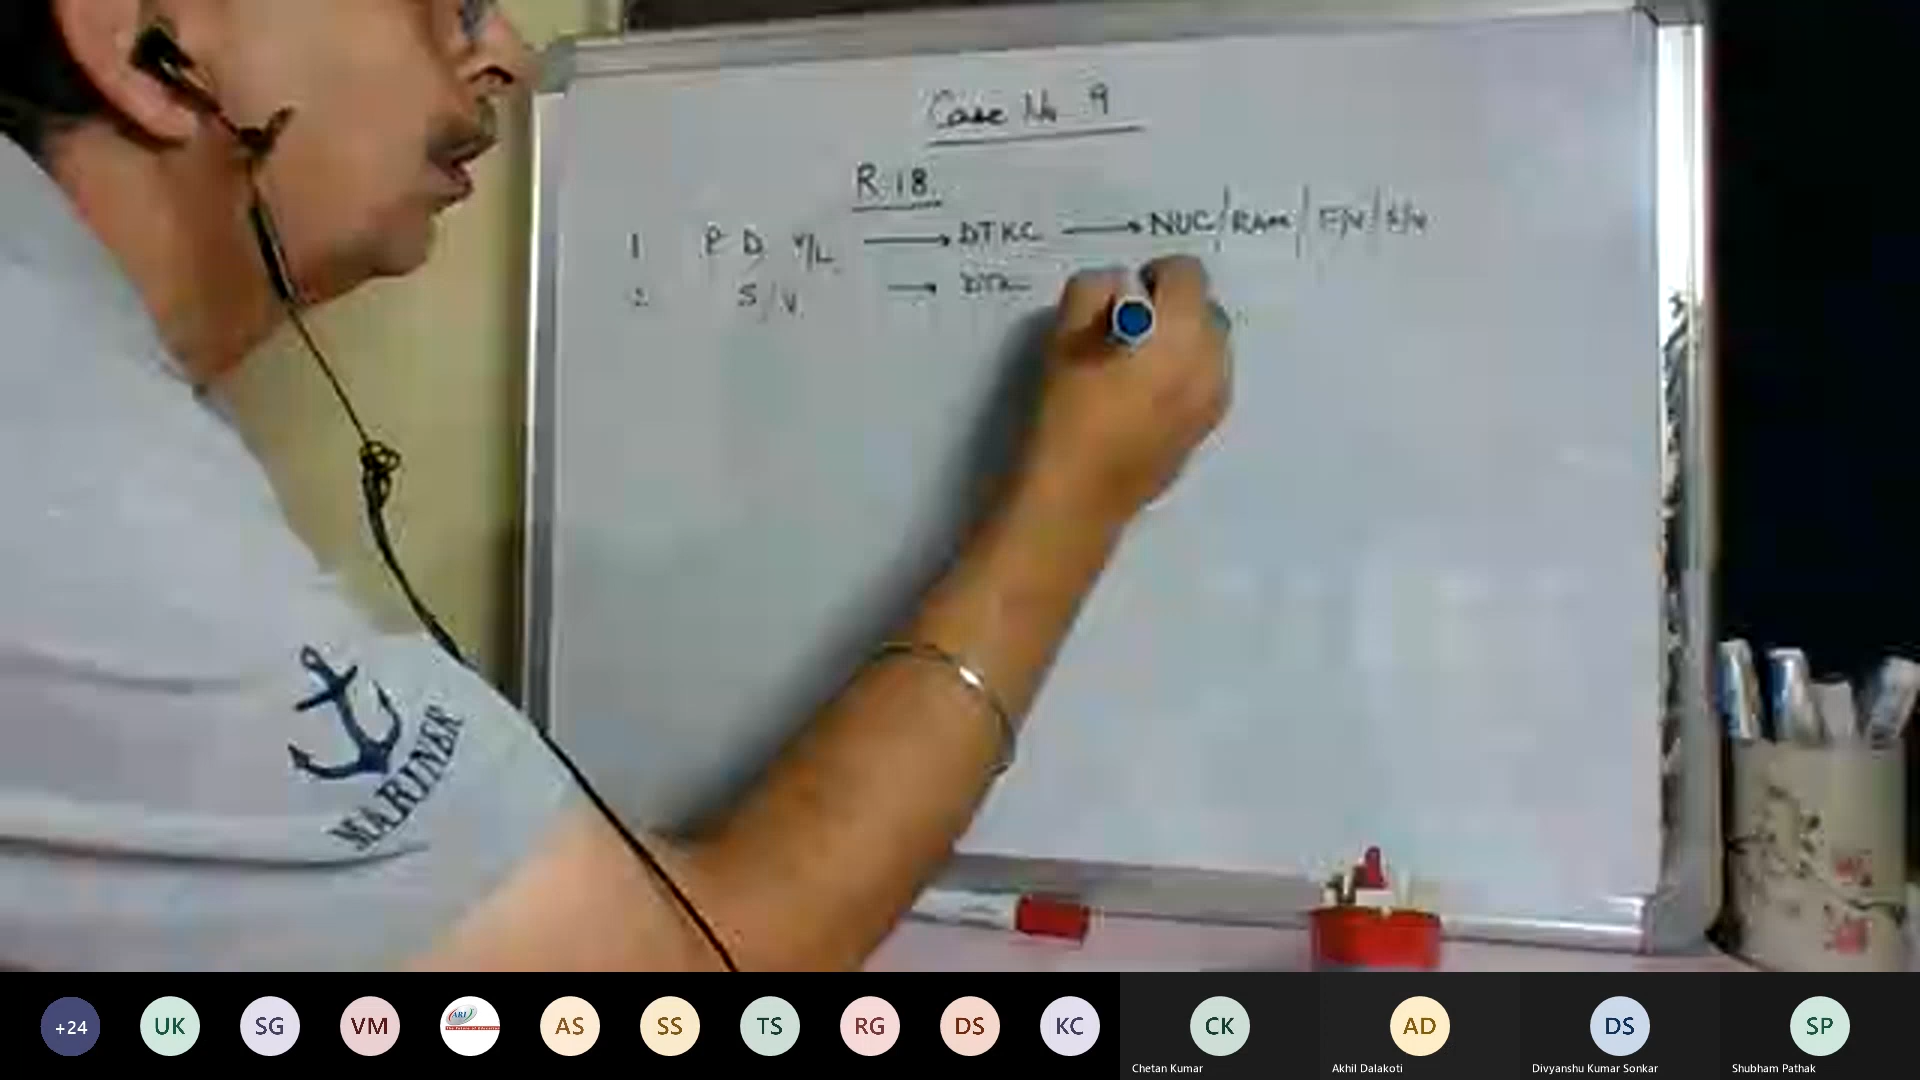 Case No 9
R.18.
1 P D V/L → DTKC → NUC/RAM/F/V/S/V
2 S/V → DTK
MARINER
+24 UK SG VM ARI AS SS TS RG DS KC CK AD DS SP
Chetan Kumar Akhil Dalakoti Divyanshu Kumar Sonkar Shubham Pathak